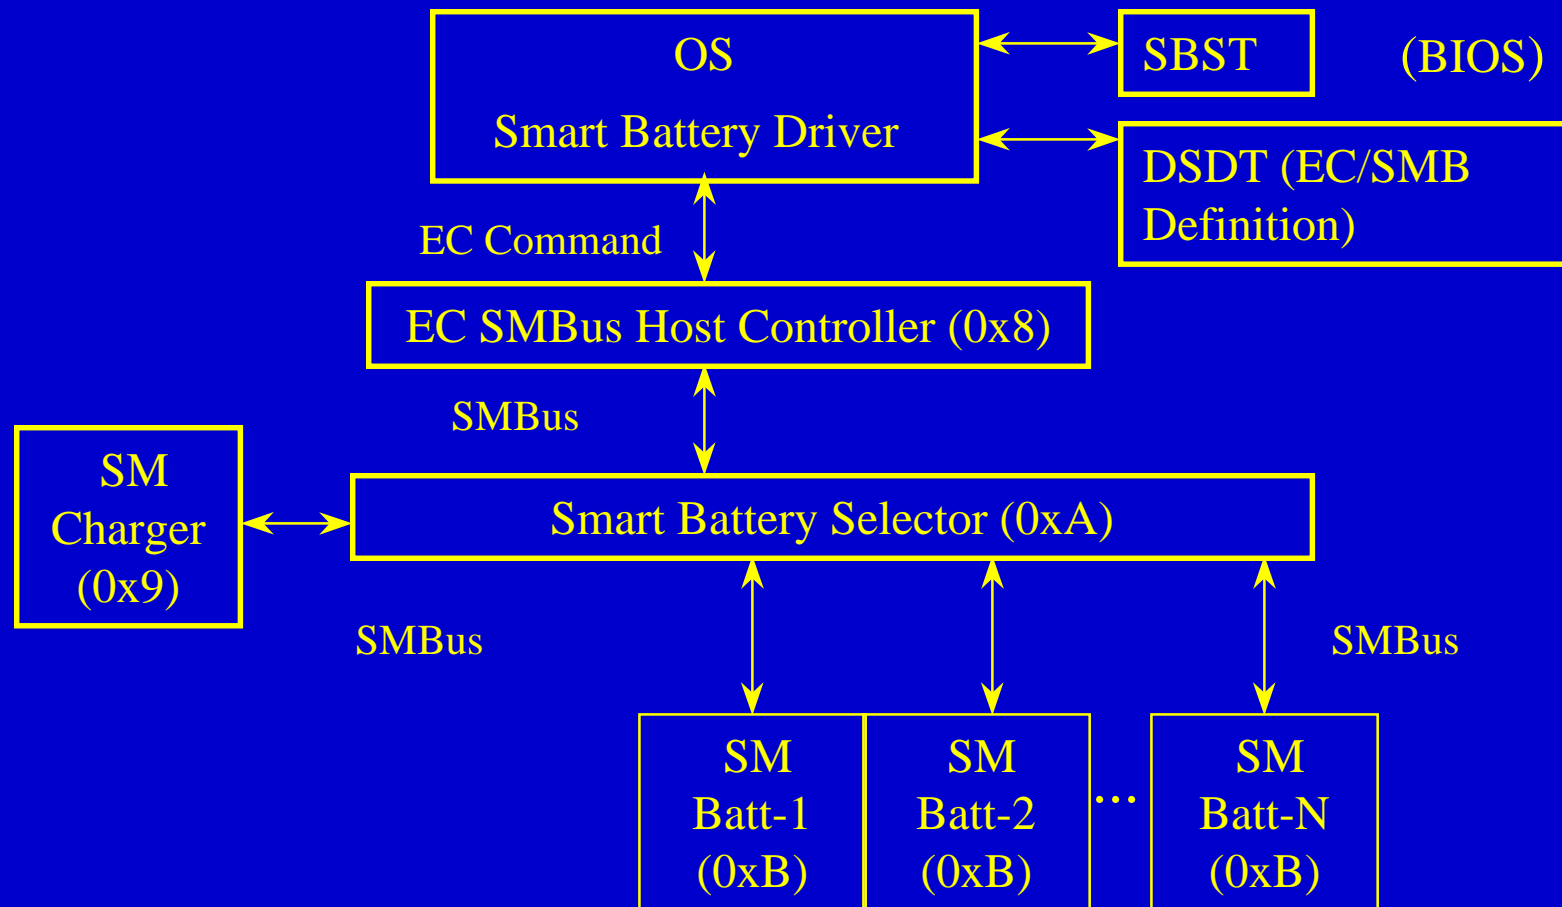 OS
Smart Battery Driver
SBST
(BIOS)
DSDT (EC/SMB
Definition)
EC Command
EC SMBus Host Controller (0x8)
SMBus
SM
Charger
(0x9)
Smart Battery Selector (0xA)
SMBus
SMBus
SM
Batt-1
(0xB)
SM
Batt-2
(0xB)
...
SM
Batt-N
(0xB)